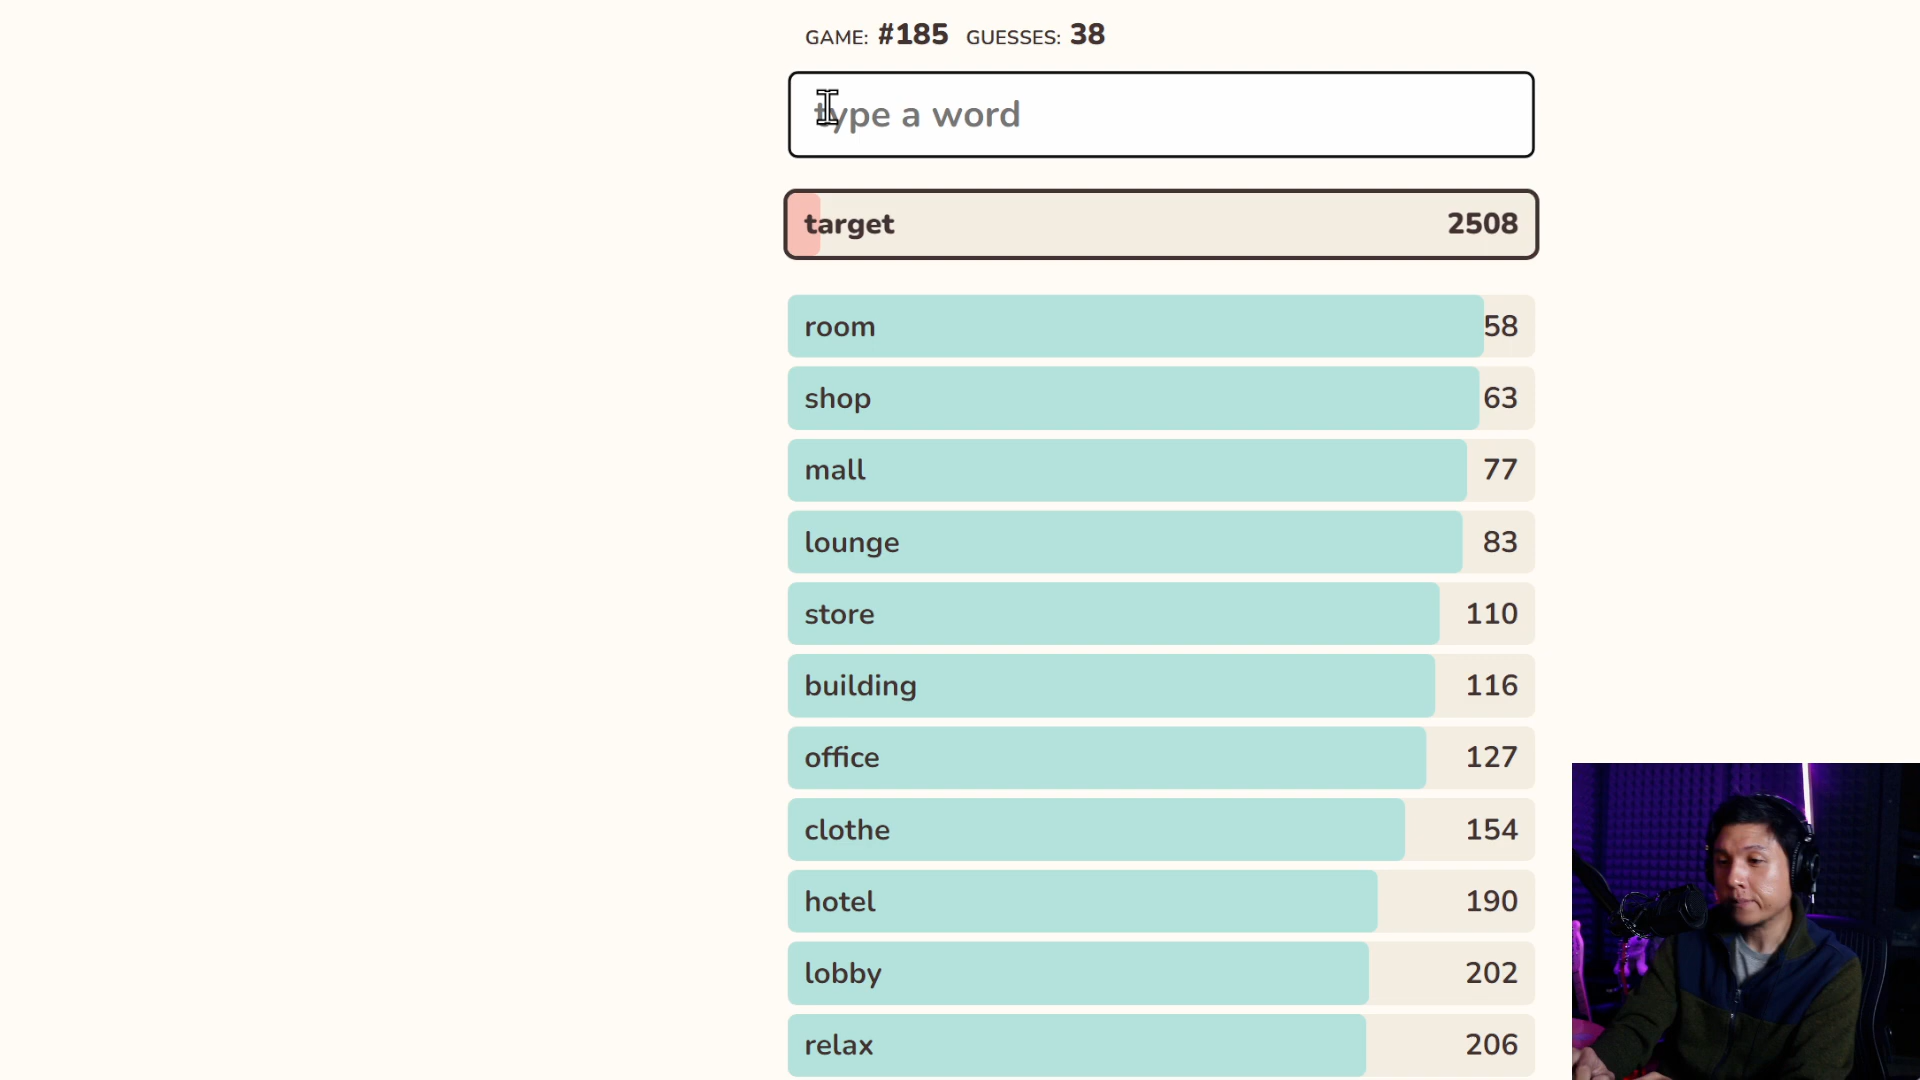 GAME: #185 GUESSES: 38
type a word
target 2508
room 58
shop 63
mall 77
lounge 83
store 110
building 116
office 127
clothe 154
hotel 190
lobby 202
relax 206